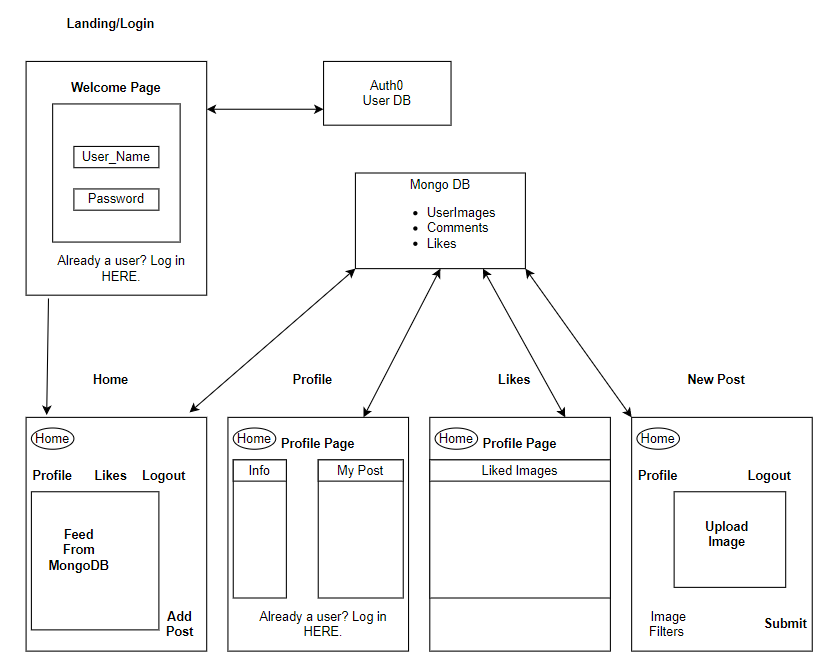 Landing/Login
Welcome Page
User_Name
Password
Already a user? Log in
HERE.
Auth0
User DB
Mongo DB
• UserImages
• Comments
• Likes
Home
Profile
Likes
New Post
Home
Profile Likes Logout
Feed
From
MongoDB
Add
Post
Home Profile Page
Info My Post
Already a user? Log in
HERE.
Home Profile Page
Liked Images
Home
Profile Logout
Upload
Image
Image
Filters
Submit